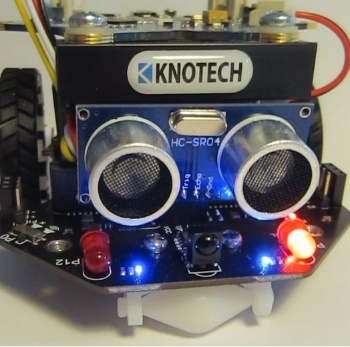 KNOTECH
HC-SR04
Trig
Echo
Gnd
P12